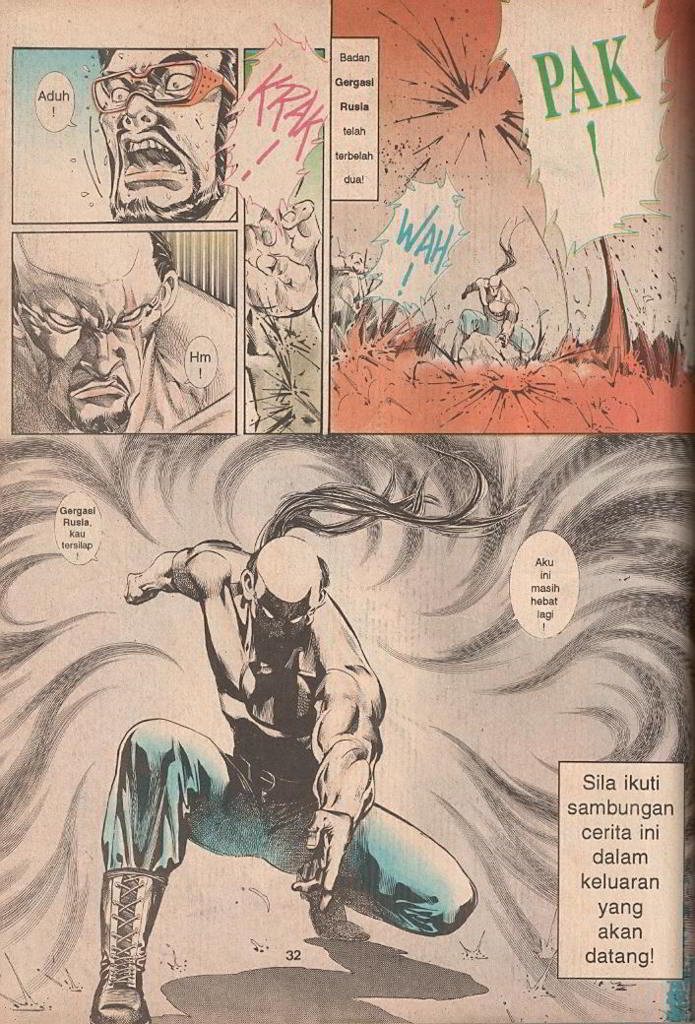 Aduh
!
KRAK
!
Badan
Gergasi
Rusia
telah
terbelah
dua!
PAK
!
WAH
!
Hm
!
Gergasi
Rusia,
kau
tersilap
!
Aku
ini
masih
hebat
lagi
!
Sila ikuti
sambungan
cerita ini
dalam
keluaran
yang
akan
datang!
32